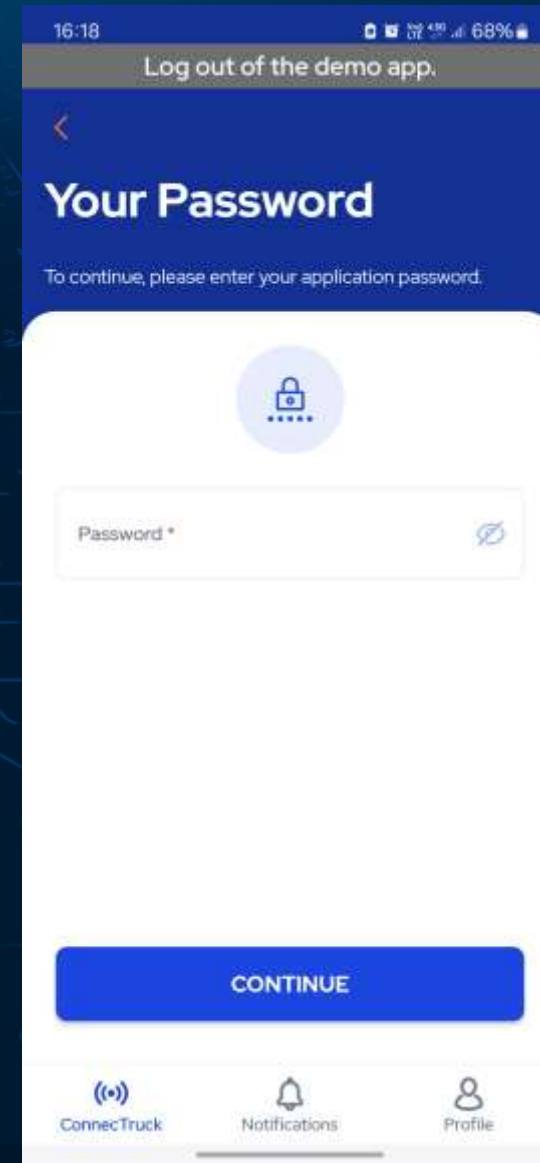 16:18
68%
Log out of the demo app.
Your Password
To continue, please enter your application password.
Password *
CONTINUE
ConnecTruck
Notifications
Profile